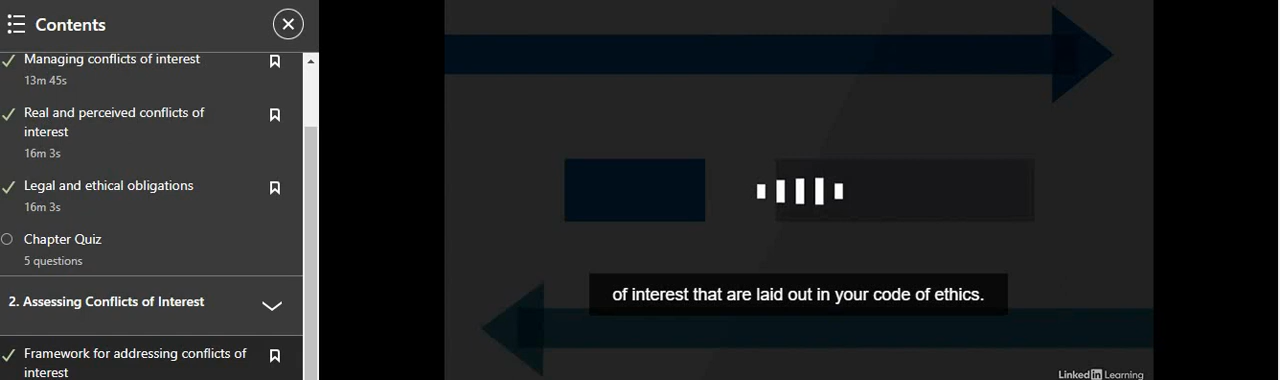 Contents
Managing conflicts of interest
13m 45s
Real and perceived conflicts of
interest
16m 3s
Legal and ethical obligations
16m 3s
Chapter Quiz
5 questions
2. Assessing Conflicts of Interest
Framework for addressing conflicts of
interest
of interest that are laid out in your code of ethics.
Linked in Learning